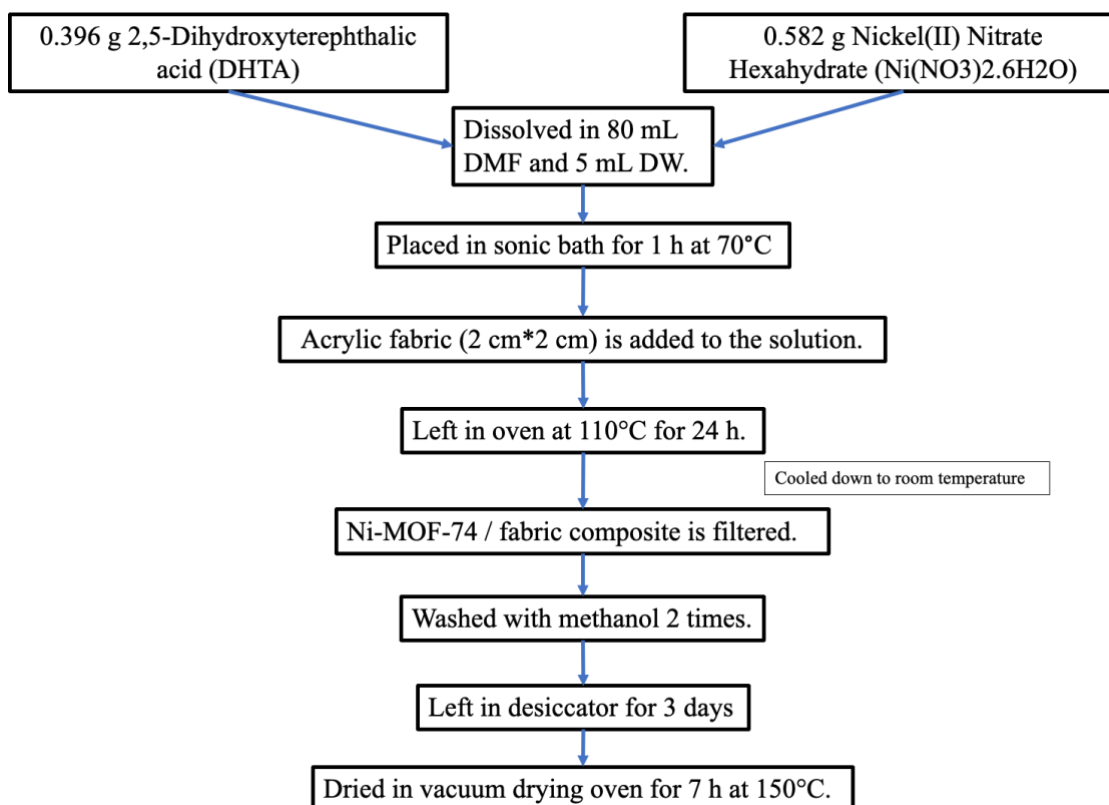 0.396 g 2,5-Dihydroxyterephthalic
acid (DHTA)
0.582 g Nickel(II) Nitrate
Hexahydrate (Ni(NO3)2.6H2O)
Dissolved in 80 mL
DMF and 5 mL DW.
Placed in sonic bath for 1 h at 70°C
Acrylic fabric (2 cm*2 cm) is added to the solution.
Left in oven at 110°C for 24 h.
Cooled down to room temperature
Ni-MOF-74 / fabric composite is filtered.
Washed with methanol 2 times.
Left in desiccator for 3 days
Dried in vacuum drying oven for 7 h at 150°C.